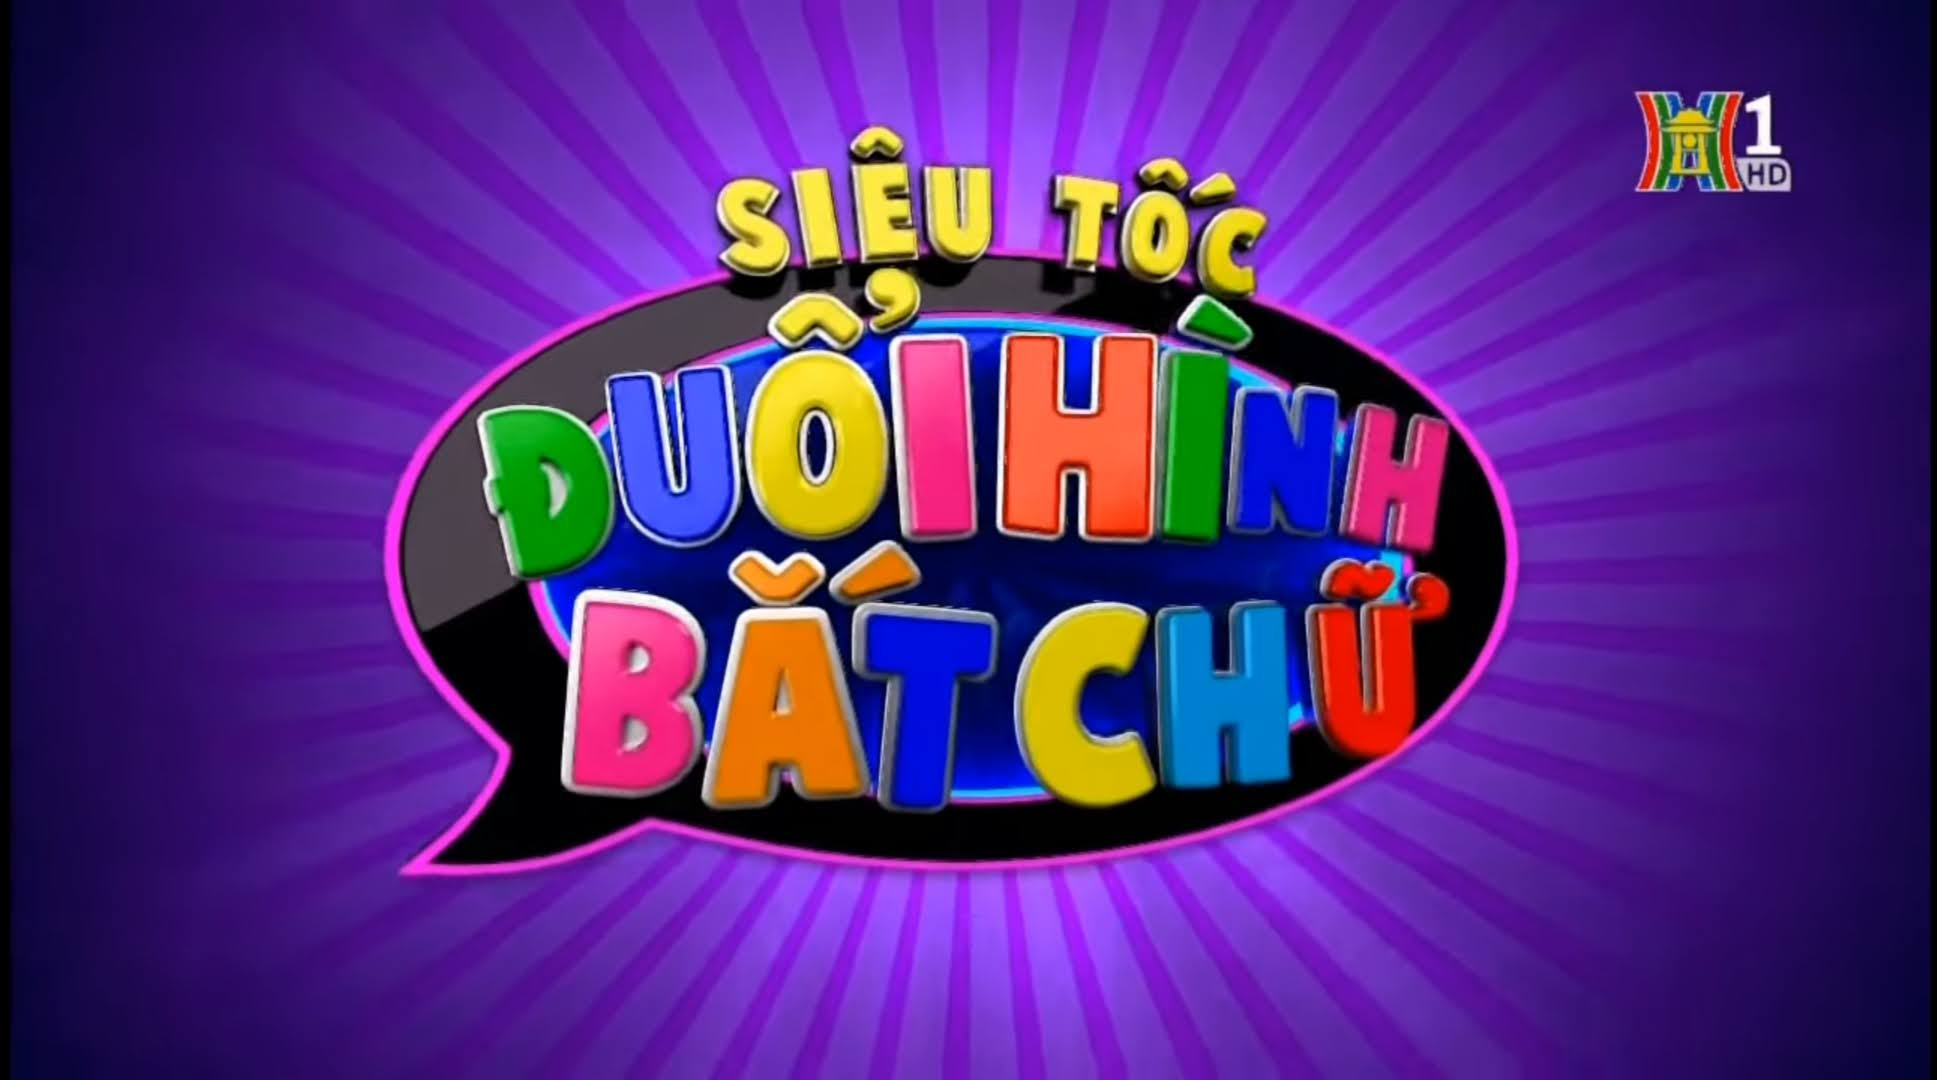 SIÊU TỐC
1
HD
ĐUỔI HÌNH
BẮT CHỮ